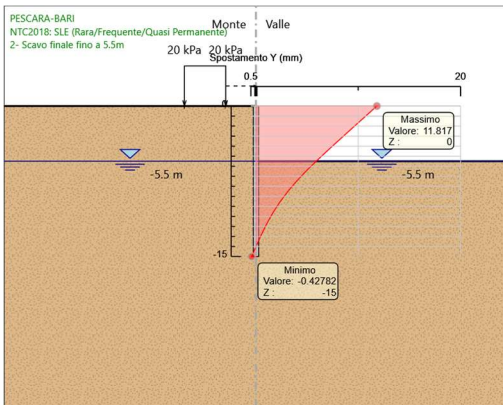 PESCARA-BARI
NTC2018: SLE (Rara/Frequente/Quasi Permanente)
2- Scavo finale fino a 5.5m
Monte Valle
20 kPa 20 kPa
Spostamento Y (mm)
0.5 20
0
Massimo
Valore: 11.817
Z : 0
-5.5 m -5.5 m
-15
Minimo
Valore: -0.42782
Z : -15